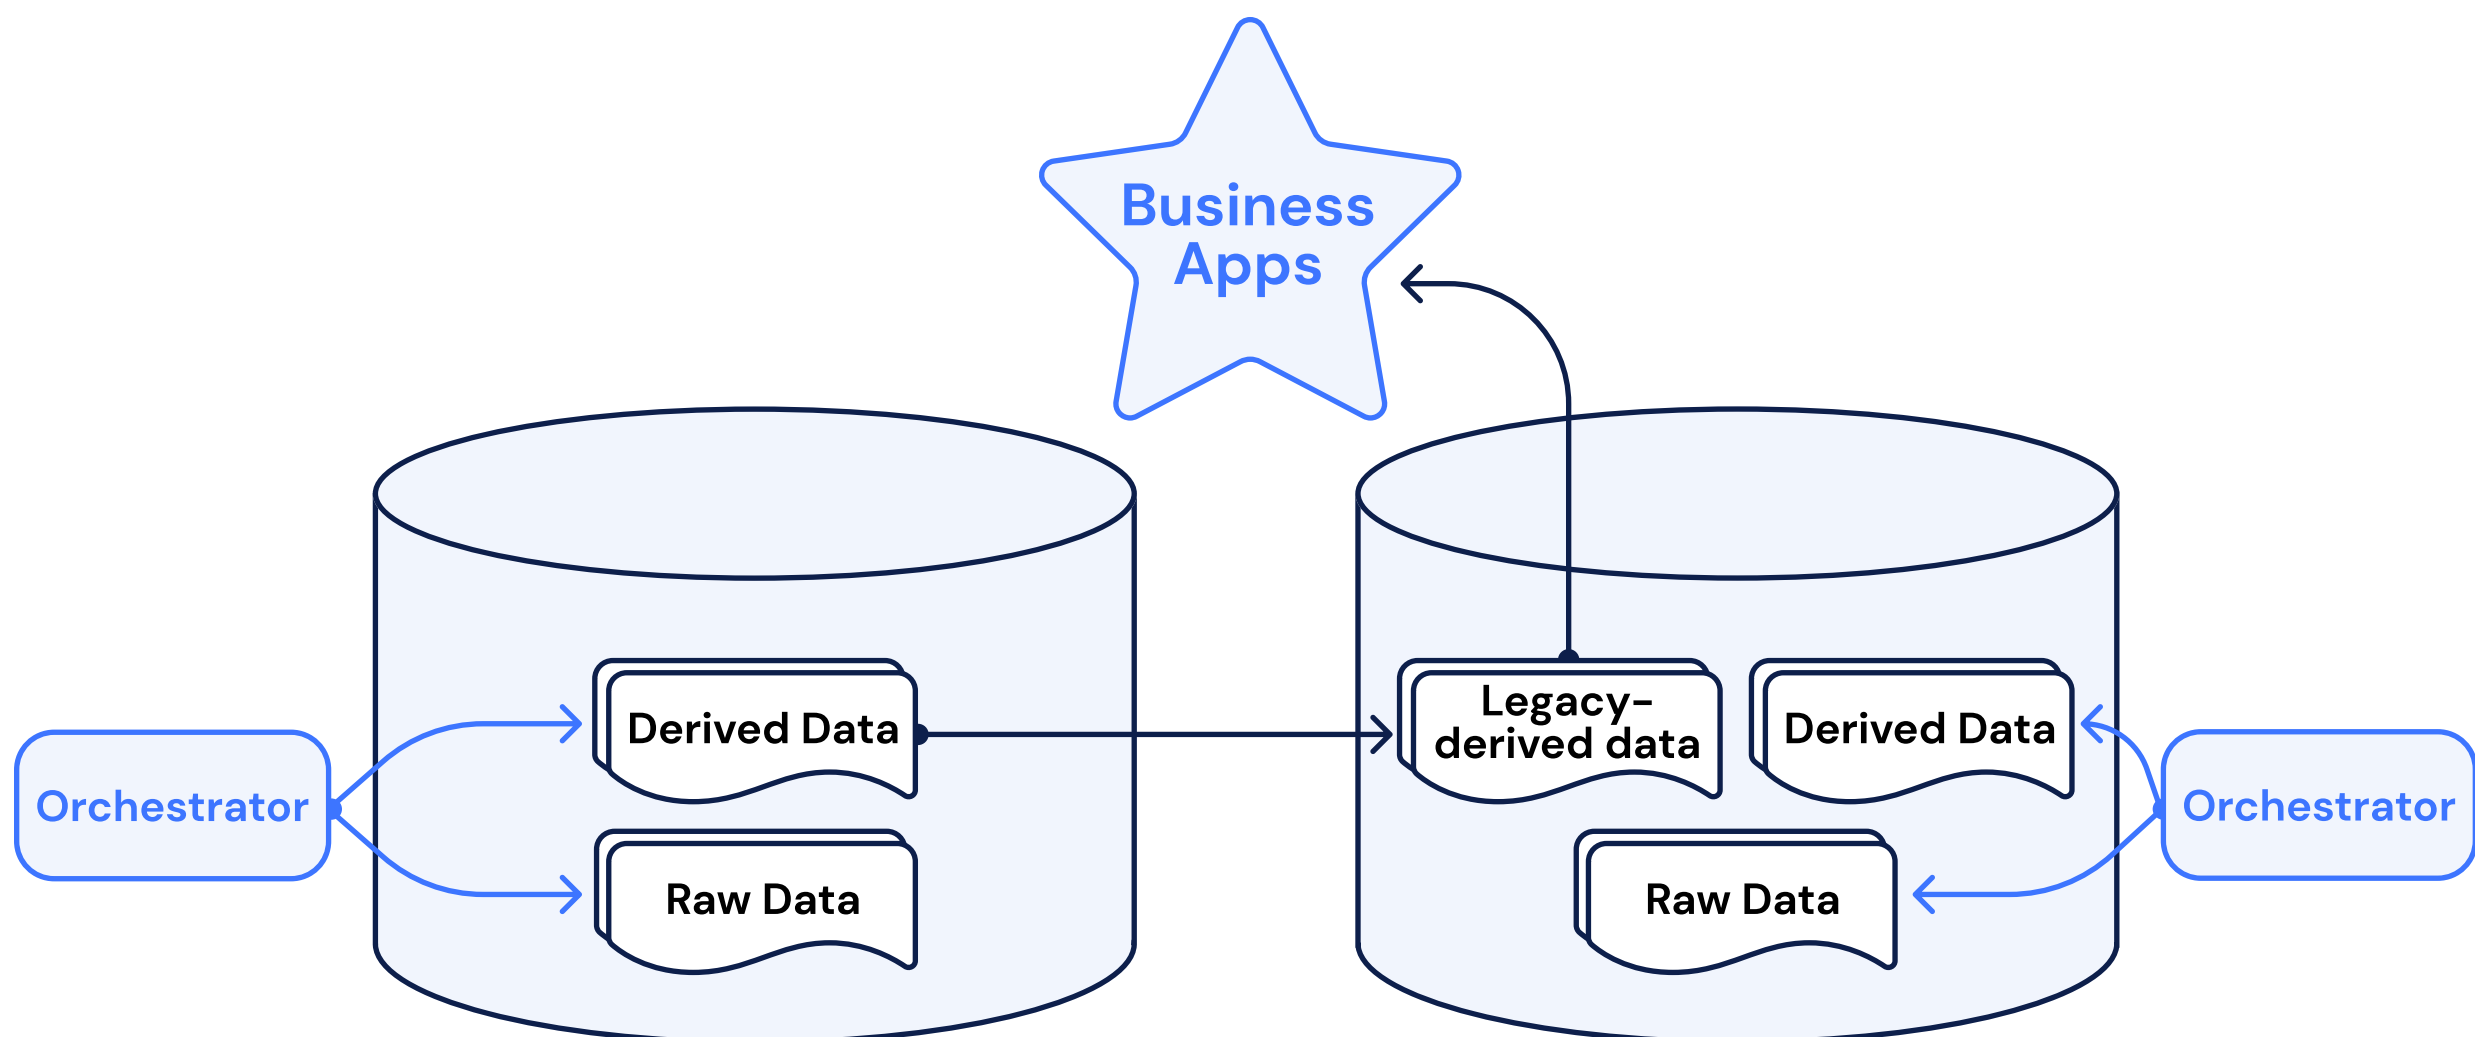 Business
Apps
Orchestrator
Derived Data
Raw Data
Legacy-
derived data
Derived Data
Raw Data
Orchestrator